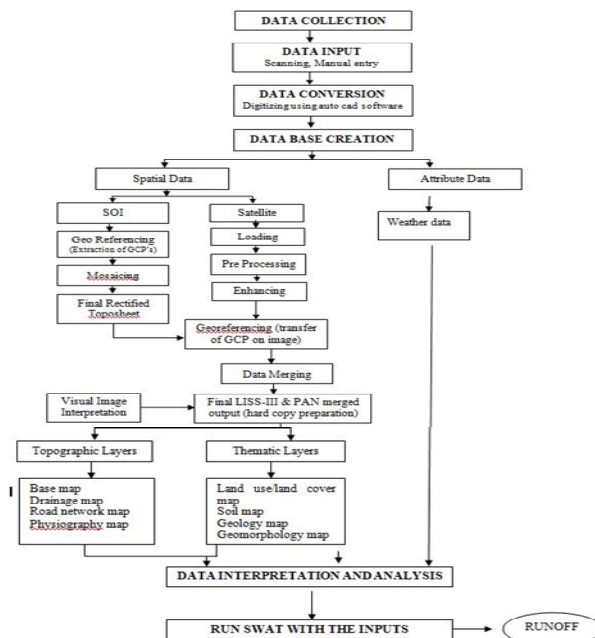 DATA COLLECTION
DATA INPUT
Scanning, Manual entry
DATA CONVERSION
Digitizing using auto cad software
DATA BASE CREATION
Spatial Data
Attribute Data
SOI
Satellite
Weather data
Geo Referencing
(Extraction of GCP's)
Loading
Mosaicing
Pre Processing
Final Rectified
Toposheet
Enhancing
Georeferencing (transfer
of GCP on image)
Data Merging
Visual Image
Interpretation
Final LISS-III & PAN merged
output (hard copy preparation)
Topographic Layers
Thematic Layers
Base map
Drainage map
Road network map
Physiography map
Land use/land cover
map
Soil map
Geology map
Geomorphology map
DATA INTERPRETATION AND ANALYSIS
RUN SWAT WITH THE INPUTS
RUNOFF